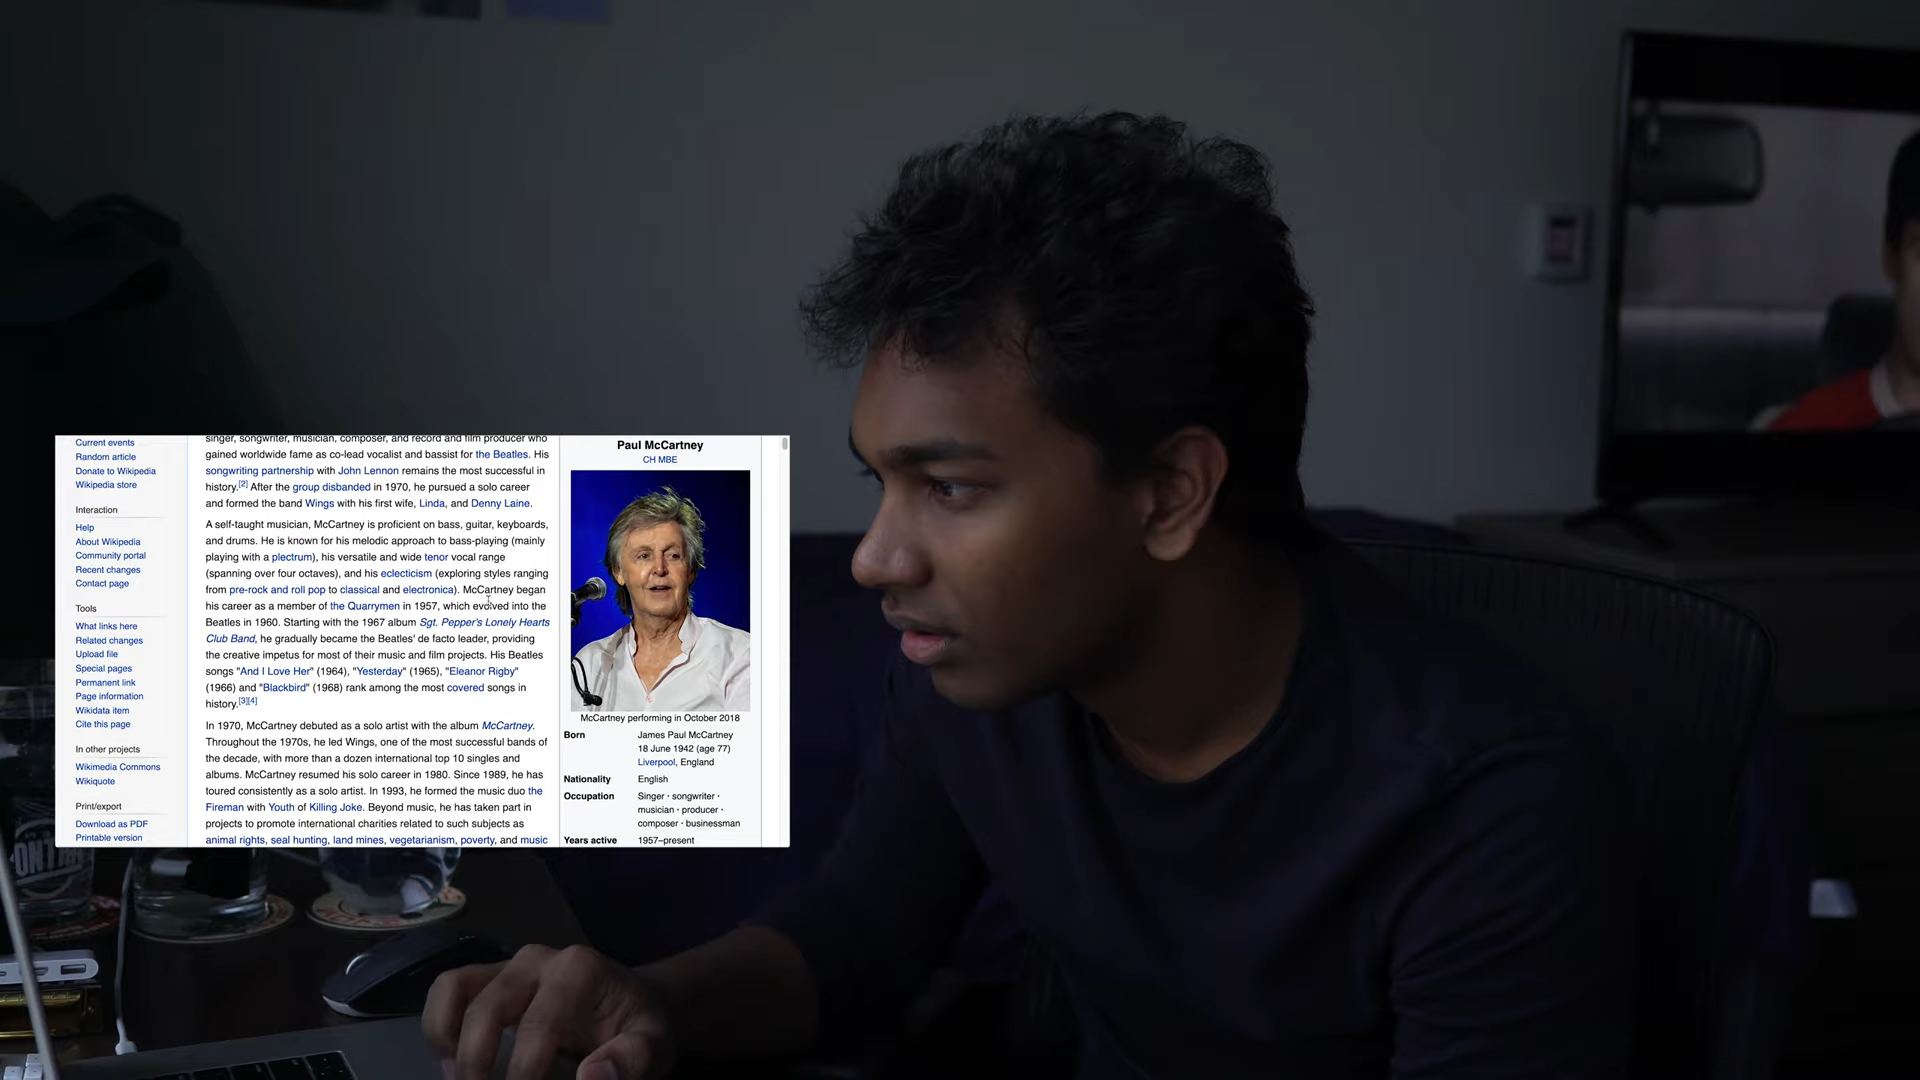 Current events
Random article
Donate to Wikipedia
Wikipedia store
Interaction
Help
About Wikipedia
Community portal
Recent changes
Contact page
Tools
What links here
Related changes
Upload file
Special pages
Permanent link
Page information
Wikidata item
Cite this page
In other projects
Wikimedia Commons
Wikiquote
Print/export
Download as PDF
Printable version
singer, songwriter, musician, composer, and record and film producer who
gained worldwide fame as co-lead vocalist and bassist for the Beatles. His
songwriting partnership with John Lennon remains the most successful in
history.[2] After the group disbanded in 1970, he pursued a solo career
and formed the band Wings with his first wife, Linda, and Denny Laine.
A self-taught musician, McCartney is proficient on bass, guitar, keyboards,
and drums. He is known for his melodic approach to bass-playing (mainly
playing with a plectrum), his versatile and wide tenor vocal range
(spanning over four octaves), and his eclecticism (exploring styles ranging
from pre-rock and roll pop to classical and electronica). McCartney began
his career as a member of the Quarrymen in 1957, which evolved into the
Beatles in 1960. Starting with the 1967 album Sgt. Pepper's Lonely Hearts
Club Band, he gradually became the Beatles' de facto leader, providing
the creative impetus for most of their music and film projects. His Beatles
songs "And I Love Her" (1964), "Yesterday" (1965), "Eleanor Rigby"
(1966) and "Blackbird" (1968) rank among the most covered songs in
history.[3][4]
In 1970, McCartney debuted as a solo artist with the album McCartney.
Throughout the 1970s, he led Wings, one of the most successful bands of
the decade, with more than a dozen international top 10 singles and
albums. McCartney resumed his solo career in 1980. Since 1989, he has
toured consistently as a solo artist. In 1993, he formed the music duo the
Fireman with Youth of Killing Joke. Beyond music, he has taken part in
projects to promote international charities related to such subjects as
animal rights, seal hunting, land mines, vegetarianism, poverty, and music
Paul McCartney
CH MBE
McCartney performing in October 2018
Born James Paul McCartney
18 June 1942 (age 77)
Liverpool, England
Nationality English
Occupation Singer · songwriter ·
musician · producer ·
composer · businessman
Years active 1957–present